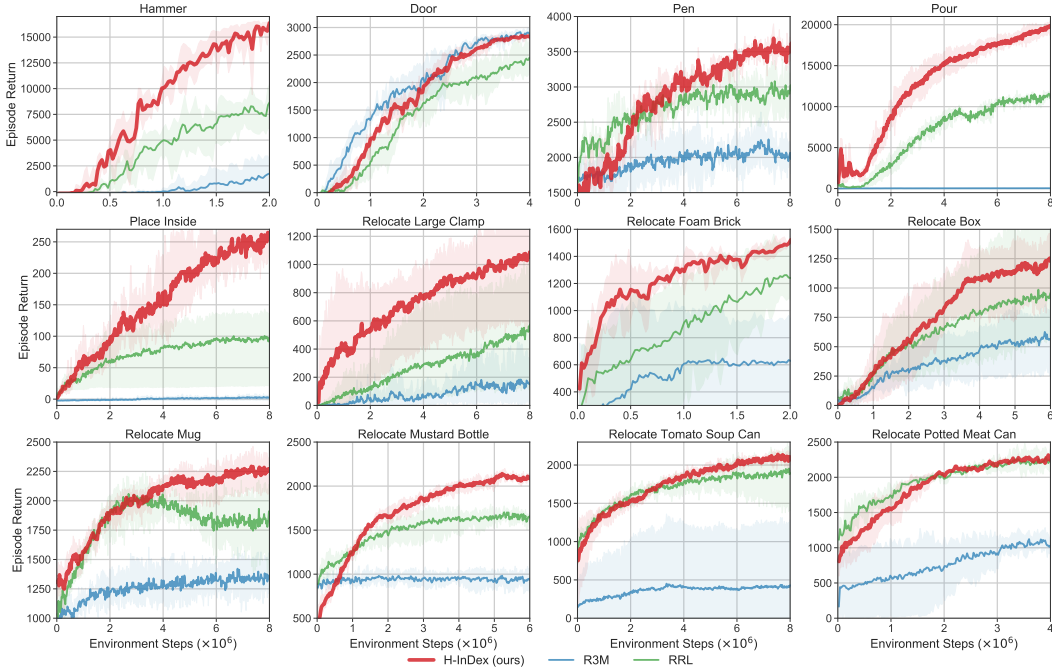 Hammer
Door
Pen
Pour
Episode Return
15000
12500
10000
7500
5000
2500
0
0.0 0.5 1.0 1.5 2.0
3000
2500
2000
1500
1000
500
0
0 1 2 3 4
4000
3500
3000
2500
2000
1500
0 2 4 6 8
20000
15000
10000
5000
0
0 2 4 6 8
Place Inside
Relocate Large Clamp
Relocate Foam Brick
Relocate Box
Episode Return
250
200
150
100
50
0
0 2 4 6 8
1200
1000
800
600
400
200
0
0 2 4 6 8
1600
1400
1200
1000
800
600
400
0.0 0.5 1.0 1.5 2.0
1500
1250
1000
750
500
250
0
0 1 2 3 4 5 6
Relocate Mug
Relocate Mustard Bottle
Relocate Tomato Soup Can
Relocate Potted Meat Can
Episode Return
2500
2250
2000
1750
1500
1250
1000
0 2 4 6 8
2500
2000
1500
1000
500
0 1 2 3 4 5 6
2000
1500
1000
500
0
0 2 4 6 8
2500
2000
1500
1000
500
0
0 1 2 3 4
Environment Steps (×10⁶)
Environment Steps (×10⁶)
Environment Steps (×10⁶)
Environment Steps (×10⁶)
H-InDex (ours) R3M RRL